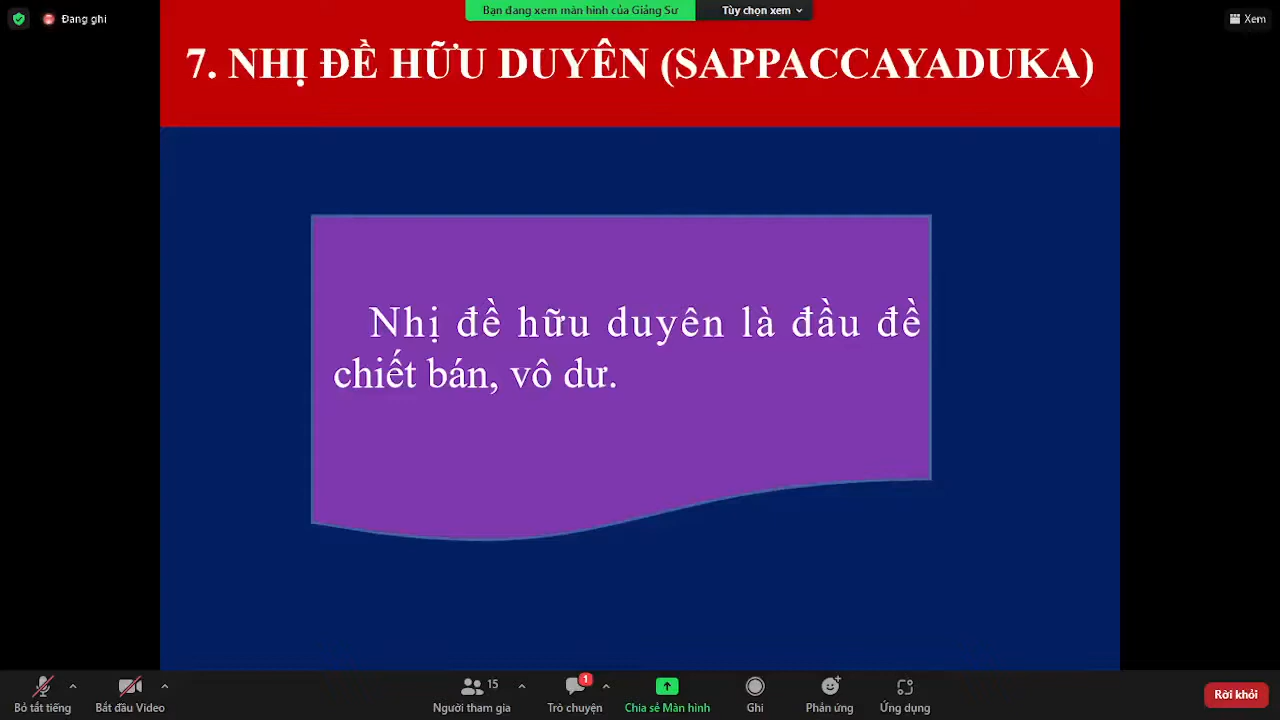 Đang ghi
Bạn đang xem màn hình của Giảng Sư
Tùy chọn xem
Xem
7. NHỊ ĐỀ HỮU DUYÊN (SAPPACCAYADUKA)
Nhị đề hữu duyên là đầu đề
chiết bán, vô dư.
Bỏ tắt tiếng
Bắt đầu Video
15
Người tham gia
1
Trò chuyện
Chia sẻ Màn hình
Ghi
Phản ứng
Ứng dụng
Rời khỏi